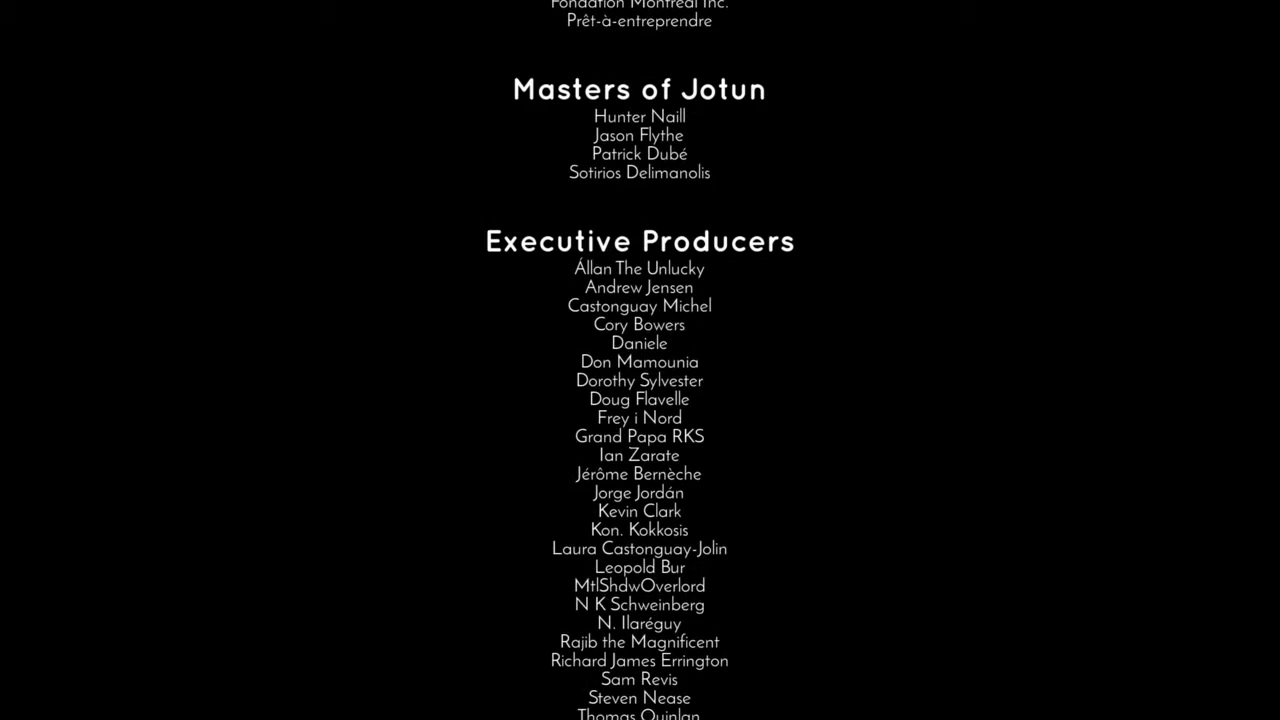 Fondation Montréal Inc.
Prêt-à-entreprendre
Masters of Jotun
Hunter Naill
Jason Flythe
Patrick Dubé
Sotirios Delimanolis
Executive Producers
Állan The Unlucky
Andrew Jensen
Castonguay Michel
Cory Bowers
Daniele
Don Mamounia
Dorothy Sylvester
Doug Flavelle
Frey i Nord
Grand Papa RKS
Ian Zarate
Jérôme Bernèche
Jorge Jordán
Kevin Clark
Kon. Kokkosis
Laura Castonguay-Jolin
Leopold Bur
MtlShdwOverlord
N K Schweinberg
N. Ilaréguy
Rajib the Magnificent
Richard James Errington
Sam Revis
Steven Nease
Thomas Quinlan